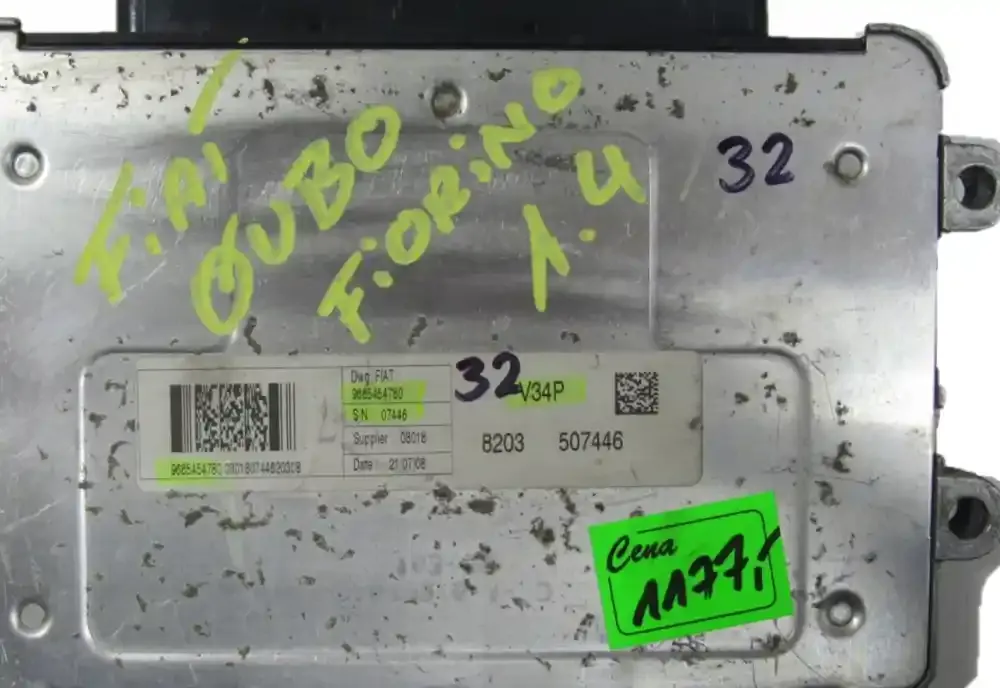 FiAT
QUBO
FiORiNO
1.4
32
Dwg FIAT
9665454780
S/N 07446
Supplier 08018
Date 21/07/08
32
V34P
8203 507446
Cena
1177,-